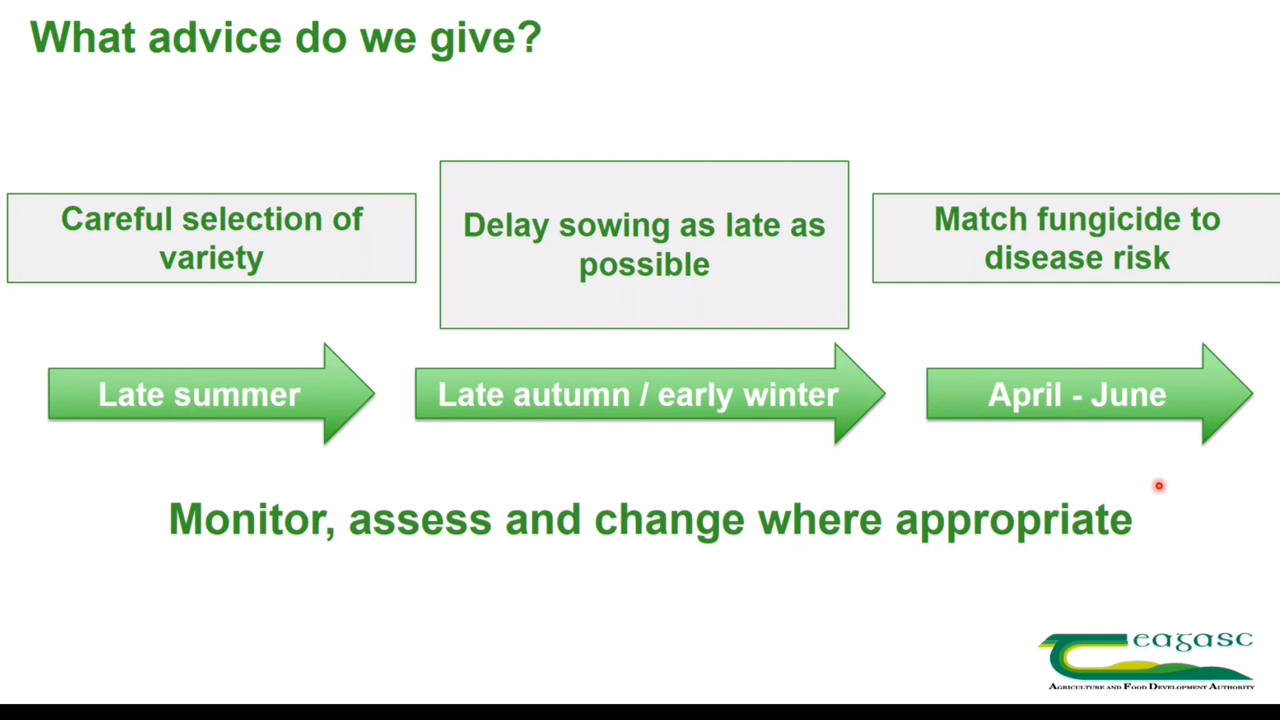 What advice do we give?
Careful selection of
variety
Delay sowing as late as
possible
Match fungicide to
disease risk
Late summer
Late autumn / early winter
April - June
Monitor, assess and change where appropriate
Teagasc
AGRICULTURE AND FOOD DEVELOPMENT AUTHORITY